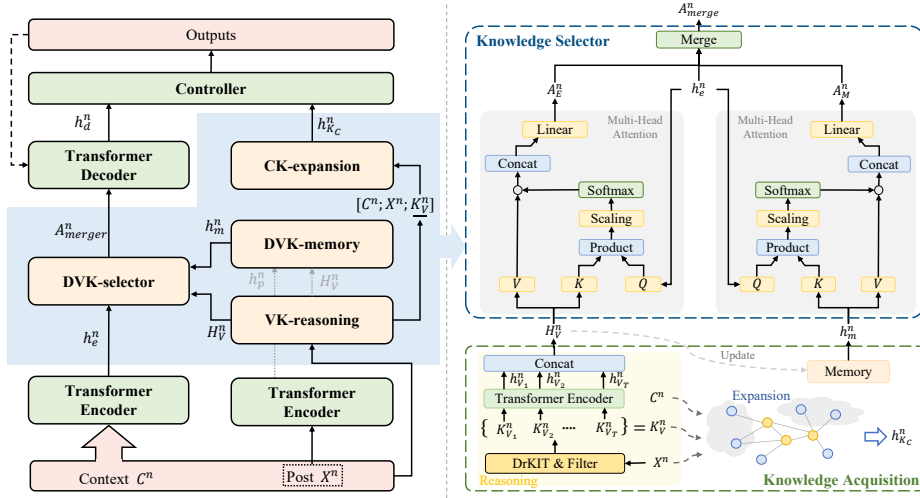 Outputs
Controller
h_d^n
h_{K_C}^n
Transformer
Decoder
CK-expansion
[C^n; X^n; K_V^n]
A_{merger}^n
h_m^n
DVK-memory
DVK-selector
h_p^n
H_V^n
H_V^n
VK-reasoning
h_e^n
Transformer
Encoder
Transformer
Encoder
Context C^n
Post X^n
A_{merge}^n
Knowledge Selector
Merge
A_E^n
h_e^n
A_M^n
Multi-Head
Attention
Linear
Concat
Softmax
Scaling
Product
V
K
Q
Multi-Head
Attention
Linear
Concat
Softmax
Scaling
Product
Q
K
V
H_V^n
h_m^n
Update
Memory
Concat
h_{V_1}^n h_{V_2}^n h_{V_T}^n
Transformer Encoder
{ K_{V_1}^n K_{V_2}^n ···· K_{V_T}^n } = K_V^n
DrKIT & Filter
Reasoning
C^n
X^n
Expansion
h_{K_C}^n
Knowledge Acquisition